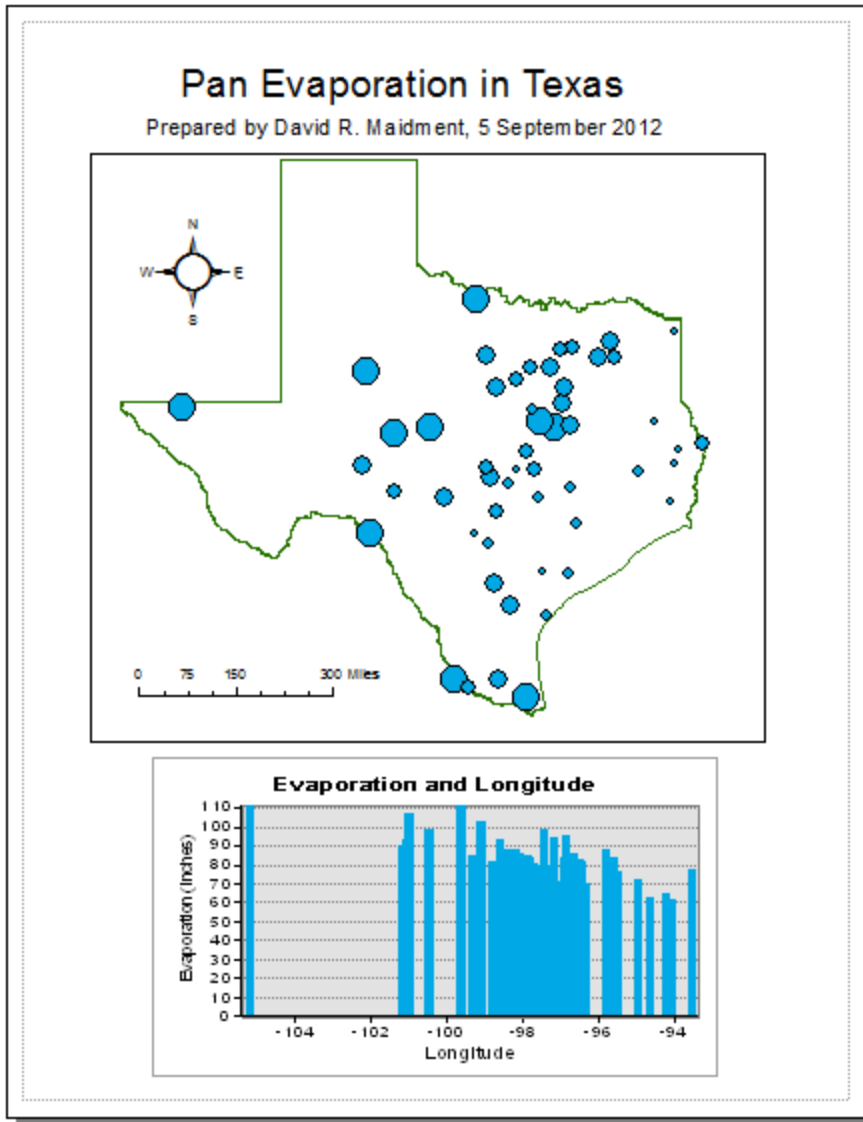 Pan Evaporation in Texas
Prepared by David R. Maidment, 5 September 2012
N
W E
S
0 75 150 300 Miles
Evaporation and Longitude
Evaporation (Inches)
110
100
90
80
70
60
50
40
30
20
10
0
-104 -102 -100 -98 -96 -94
Longitude